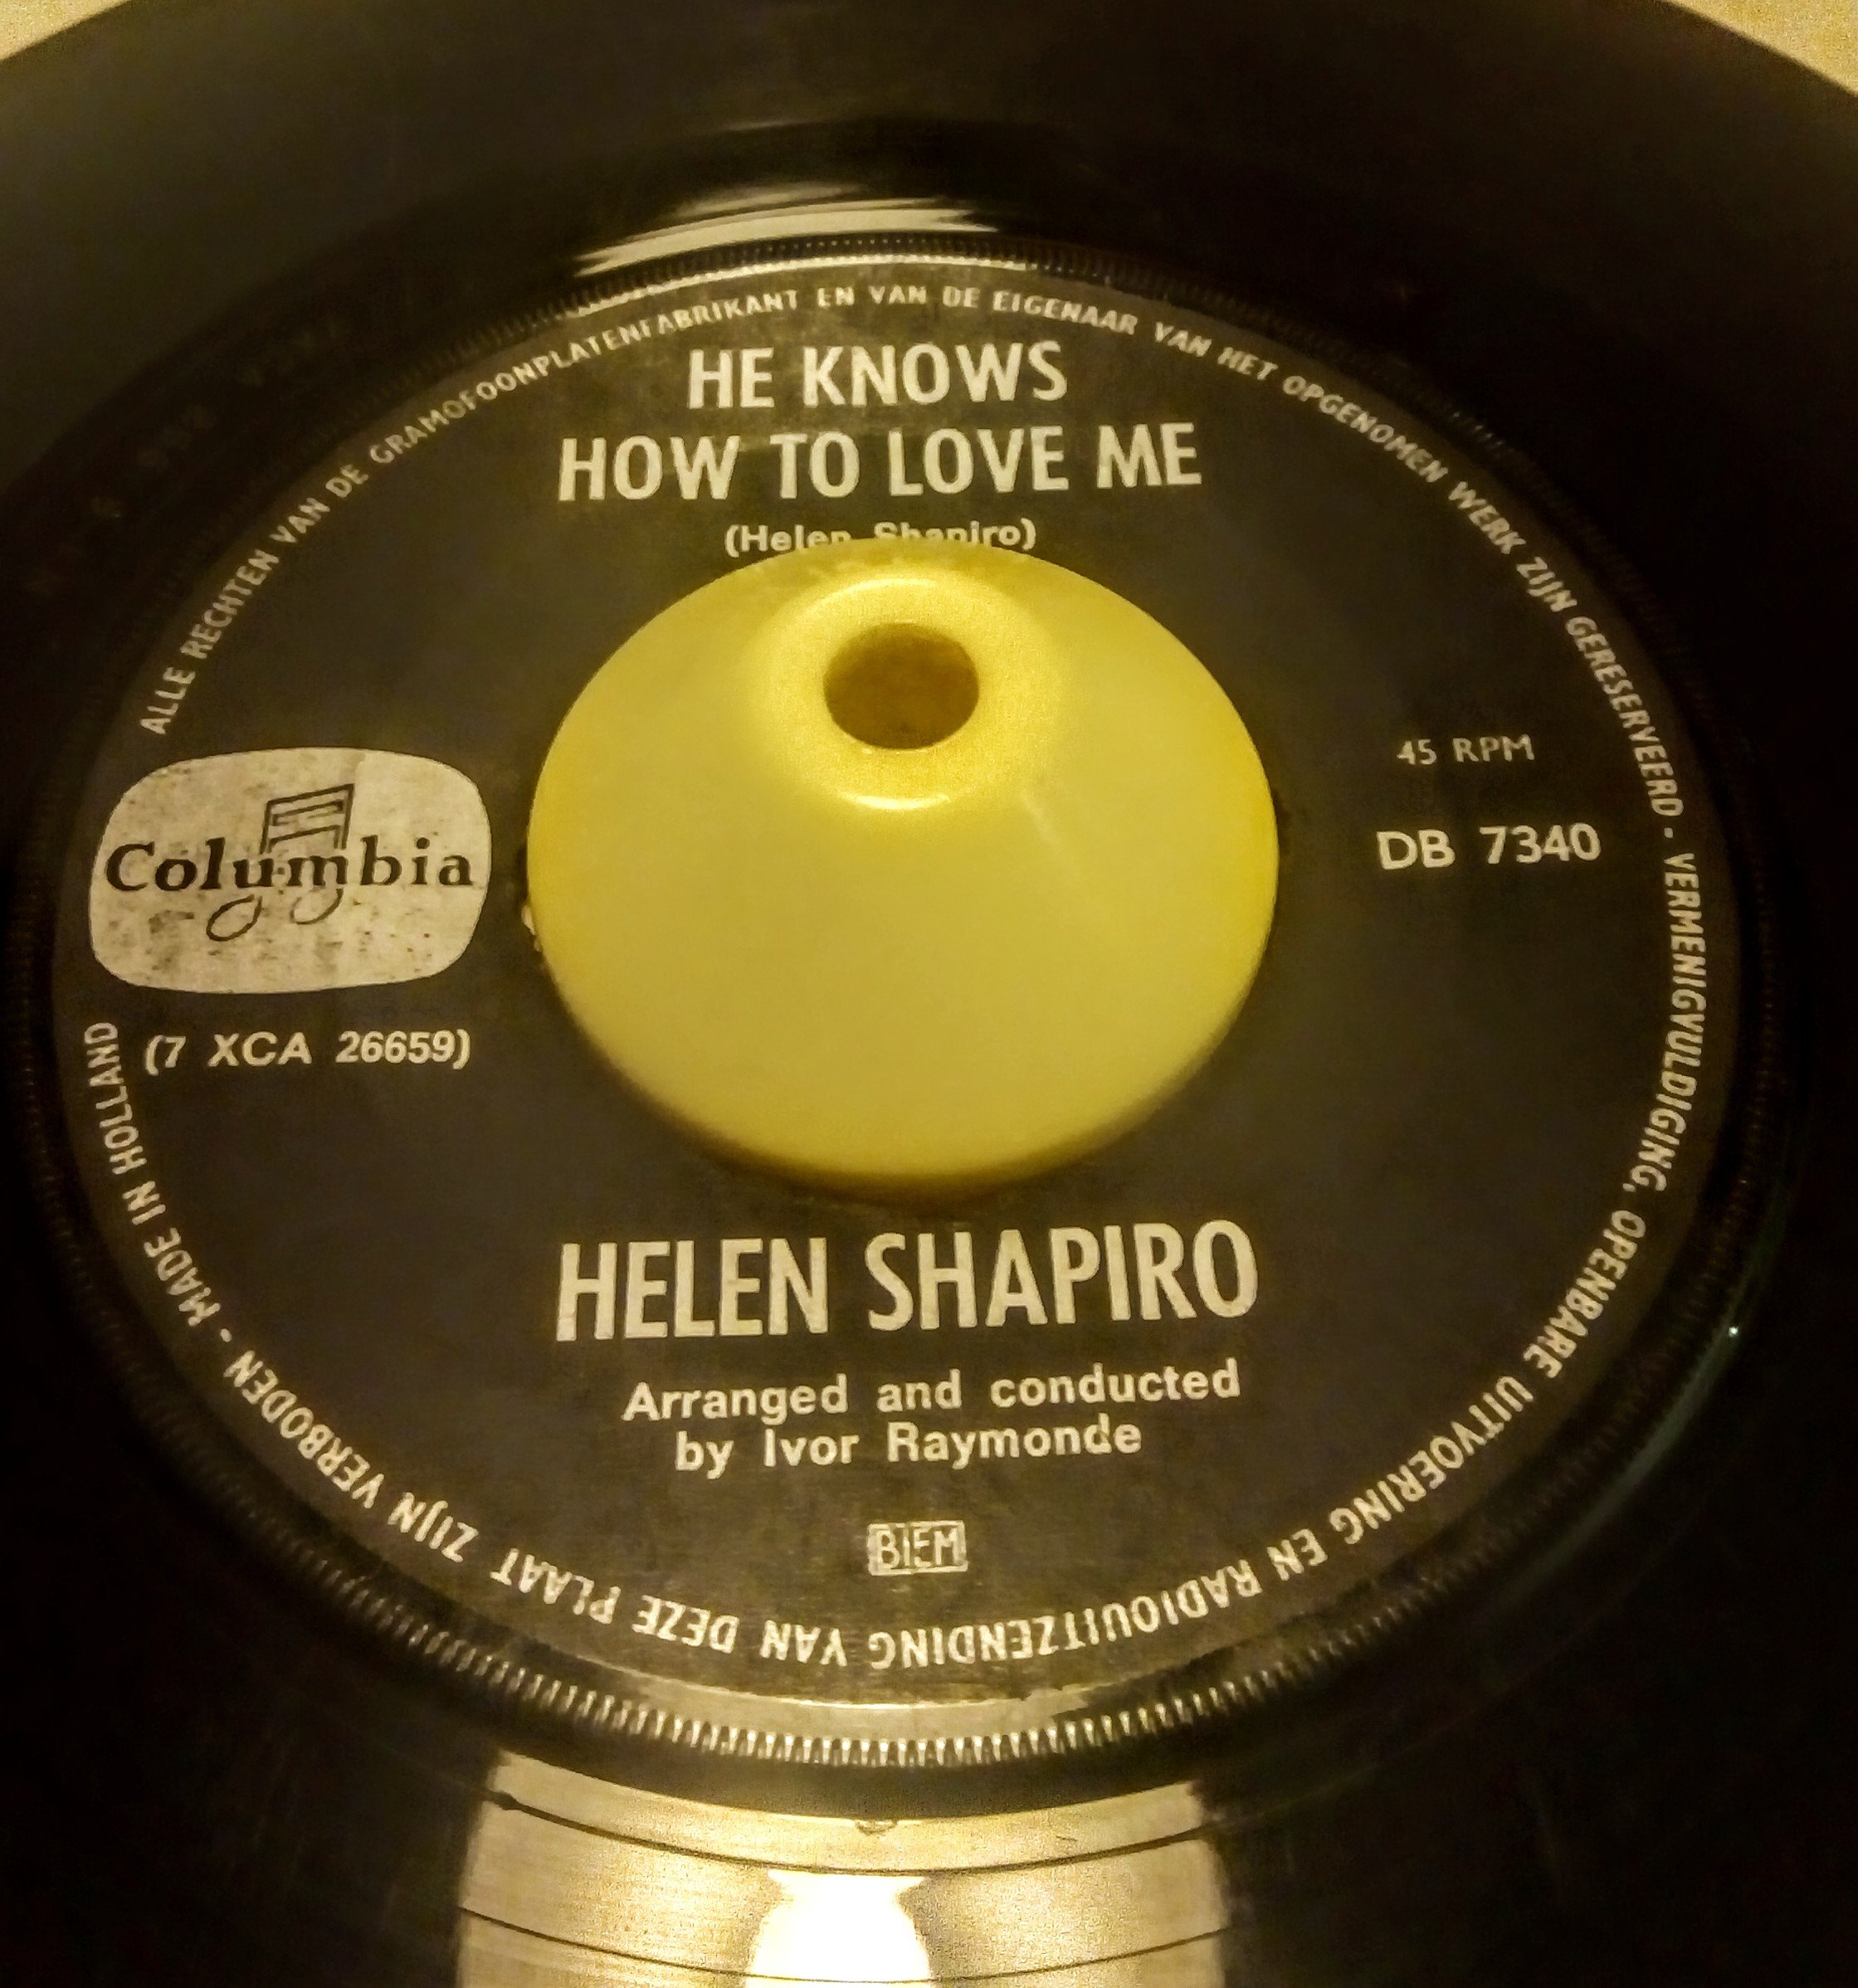 ALLE RECHTEN VAN DE GRAMOFOONPLATENFABRIKANT EN VAN DE EIGENAAR VAN HET OPGENOMEN WERK ZIJN GERESERVEERD - VERMENIGVULDIGING, OPENBARE UITVOERING EN RADIOUITZENDING VAN DEZE PLAAT ZIJN VERBODEN - MADE IN HOLLAND
HE KNOWS
HOW TO LOVE ME
(Helen Shapiro)
Columbia
45 RPM
DB 7340
(7 XCA 26659)
HELEN SHAPIRO
Arranged and conducted
by Ivor Raymonde
BIEM